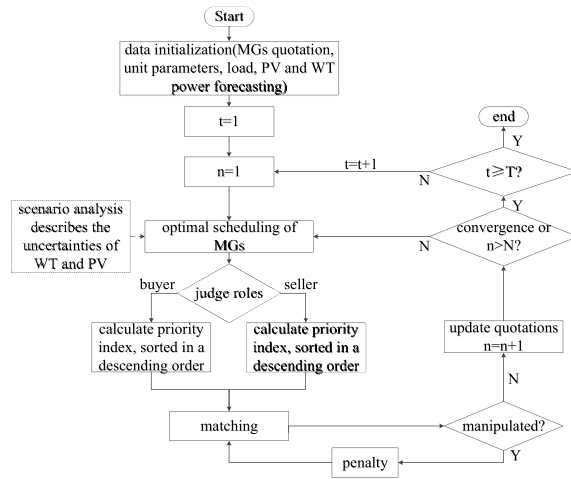 Start
data initialization(MGs quotation,
unit parameters, load, PV and WT
power forecasting)
t=1
n=1
t=t+1
N
t≥T?
Y
end
scenario analysis
describes the
uncertainties of
WT and PV
optimal scheduling of
MGs
N
convergence or
n>N?
Y
buyer
judge roles
seller
calculate priority
index, sorted in a
descending order
calculate priority
index, sorted in a
descending order
update quotations
n=n+1
N
matching
manipulated?
Y
penalty